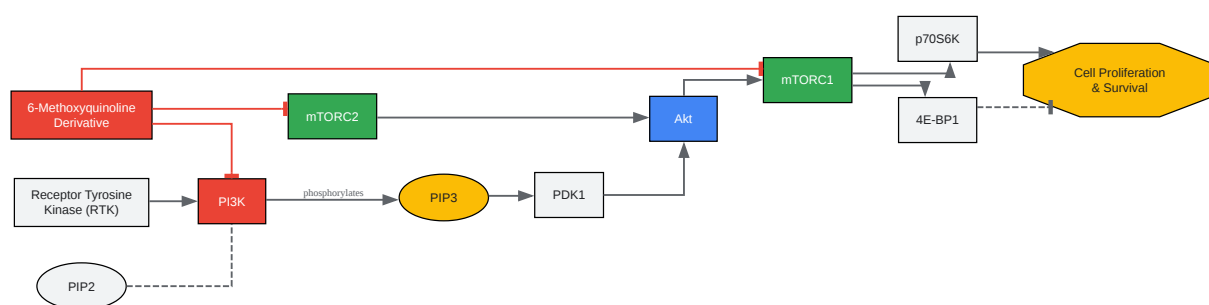 p70S6K
Cell Proliferation
& Survival
mTORC1
6-Methoxyquinoline
Derivative
mTORC2
Akt
4E-BP1
Receptor Tyrosine
Kinase (RTK)
PI3K
phosphorylates
PIP3
PDK1
PIP2